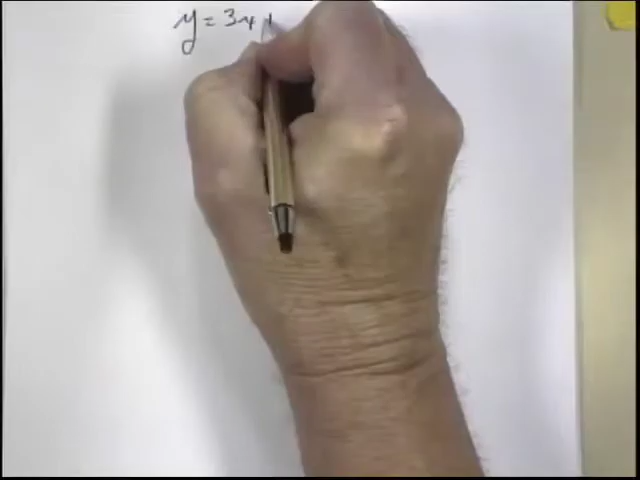 y = 3x